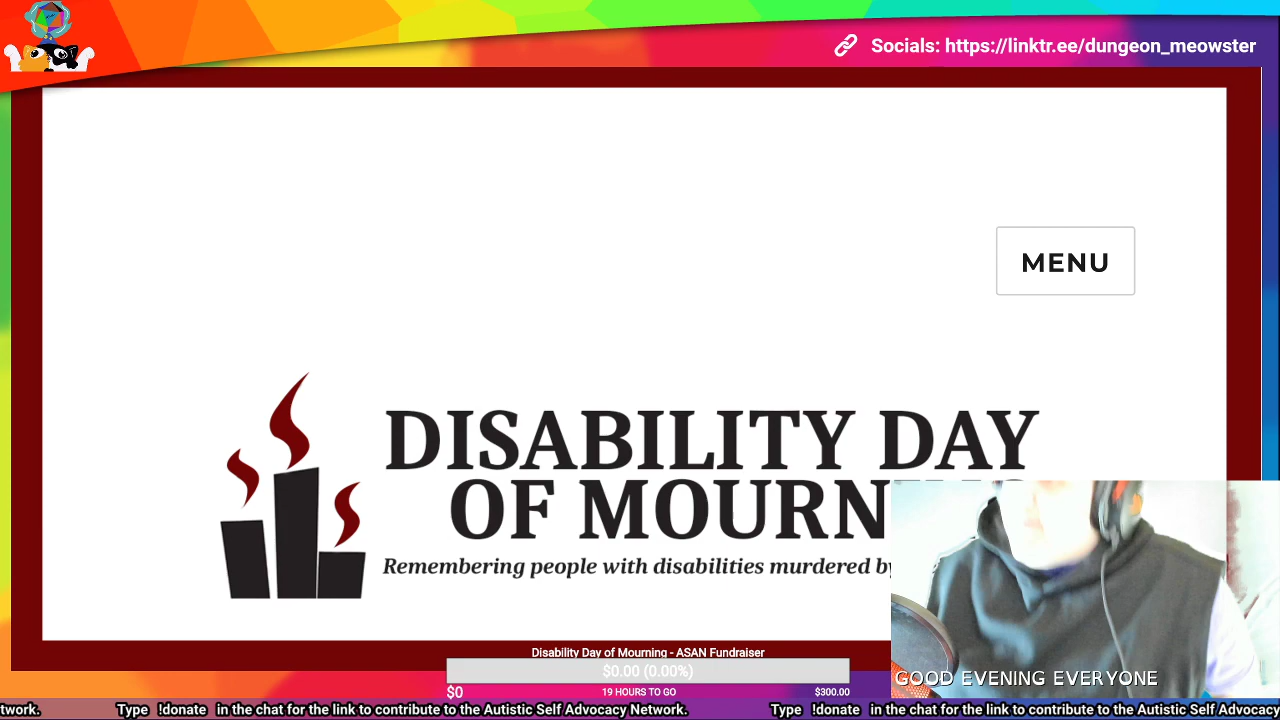 Socials: https://linktr.ee/dungeon_meowster
MENU
DISABILITY DAY
OF MOURN
Remembering people with disabilities murdered by
Disability Day of Mourning - ASAN Fundraiser
$0.00 (0.00%)
$0 19 HOURS TO GO $300.00
GOOD EVENING EVERYONE
twork. Type !donate in the chat for the link to contribute to the Autistic Self Advocacy Network. Type !donate in the chat for the link to contribute to the Autistic Self Advocacy